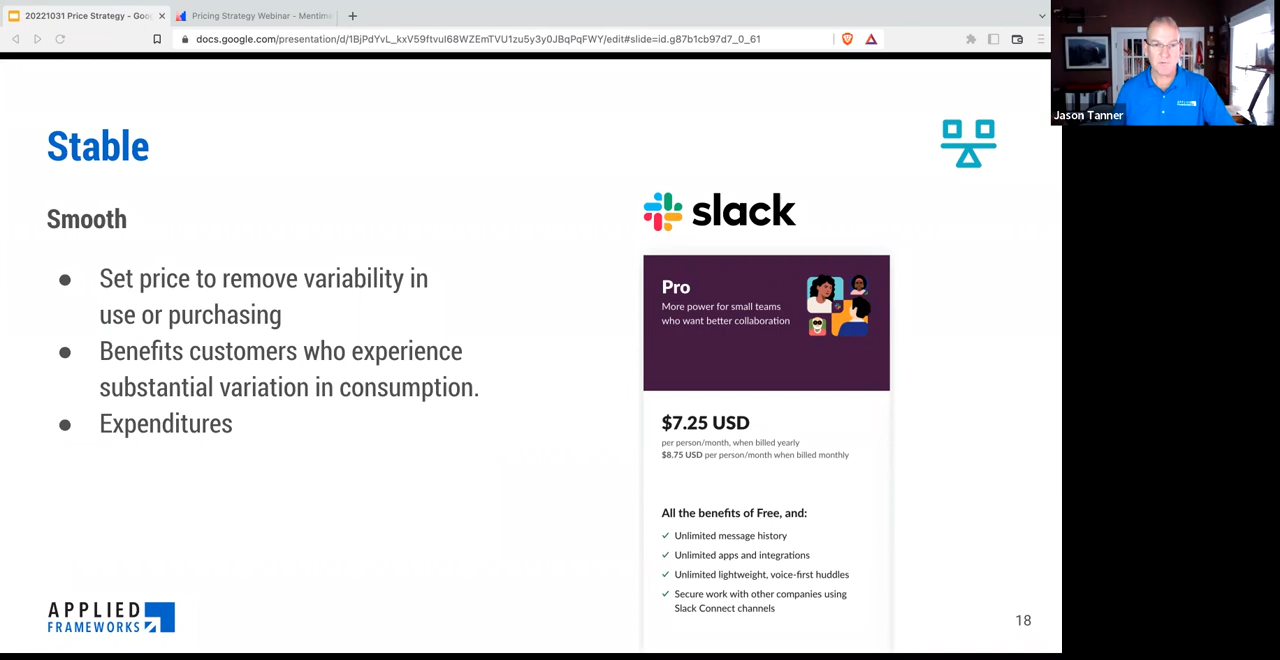 20221031 Price Strategy - Goo
Pricing Strategy Webinar - Mentime
docs.google.com/presentation/d/1BjPdYvL_kxV59ftvuI68WZEmTVU1zu5y3y0JBqPqFWY/edit#slide=id.g87b1cb97d7_0_61
Jason Tanner
APPLIED
FRAMEWORKS
Stable
Smooth
● Set price to remove variability in
use or purchasing
● Benefits customers who experience
substantial variation in consumption.
● Expenditures
slack
Pro
More power for small teams
who want better collaboration
$7.25 USD
per person/month, when billed yearly
$8.75 USD per person/month when billed monthly
All the benefits of Free, and:
✓ Unlimited message history
✓ Unlimited apps and integrations
✓ Unlimited lightweight, voice-first huddles
✓ Secure work with other companies using
Slack Connect channels
APPLIED
FRAMEWORKS
18